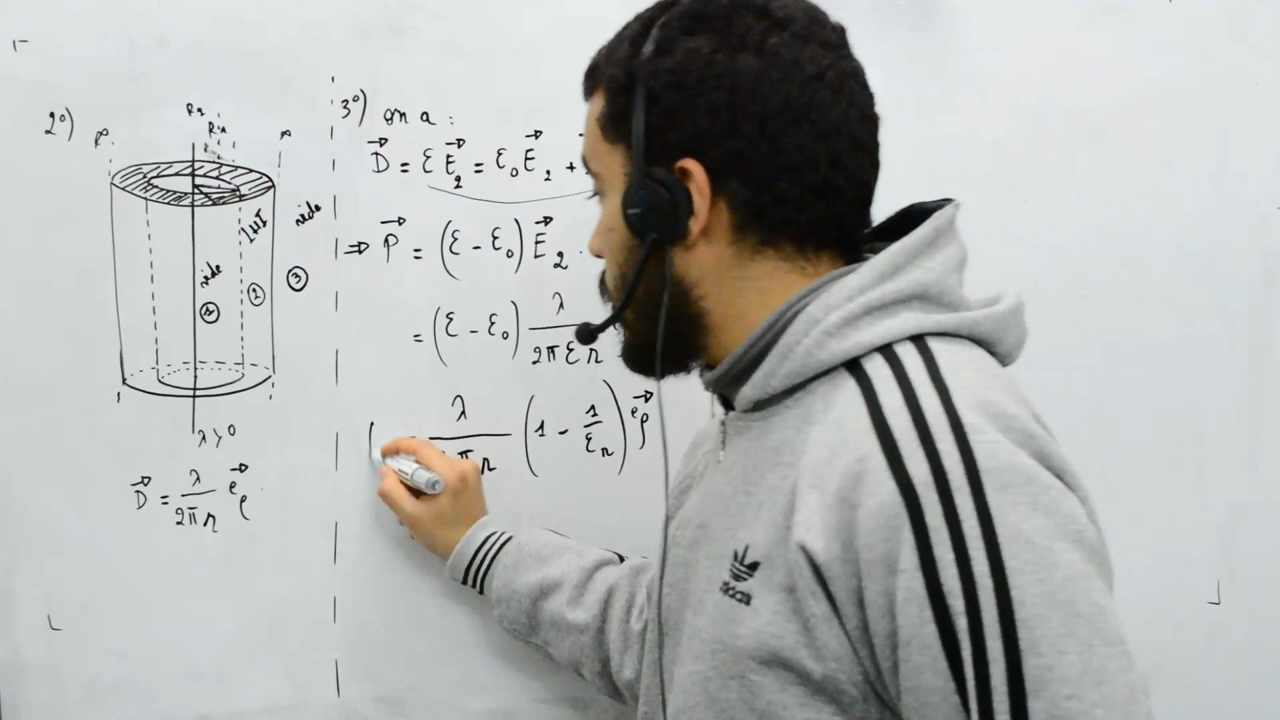 2°)
R₂
R₁
∞
∞
vide
LHI
vide
①
②
③
λ > 0
D⃗ = λ/2πr e⃗ρ
3°) on a :
D⃗ = ε E⃗₂ = ε₀ E⃗₂ +
⇒ P⃗ = (ε - ε₀) E⃗₂ .
= (ε - ε₀) λ/2πεr
λ/2πr (1 - 1/εr) e⃗ρ
adidas